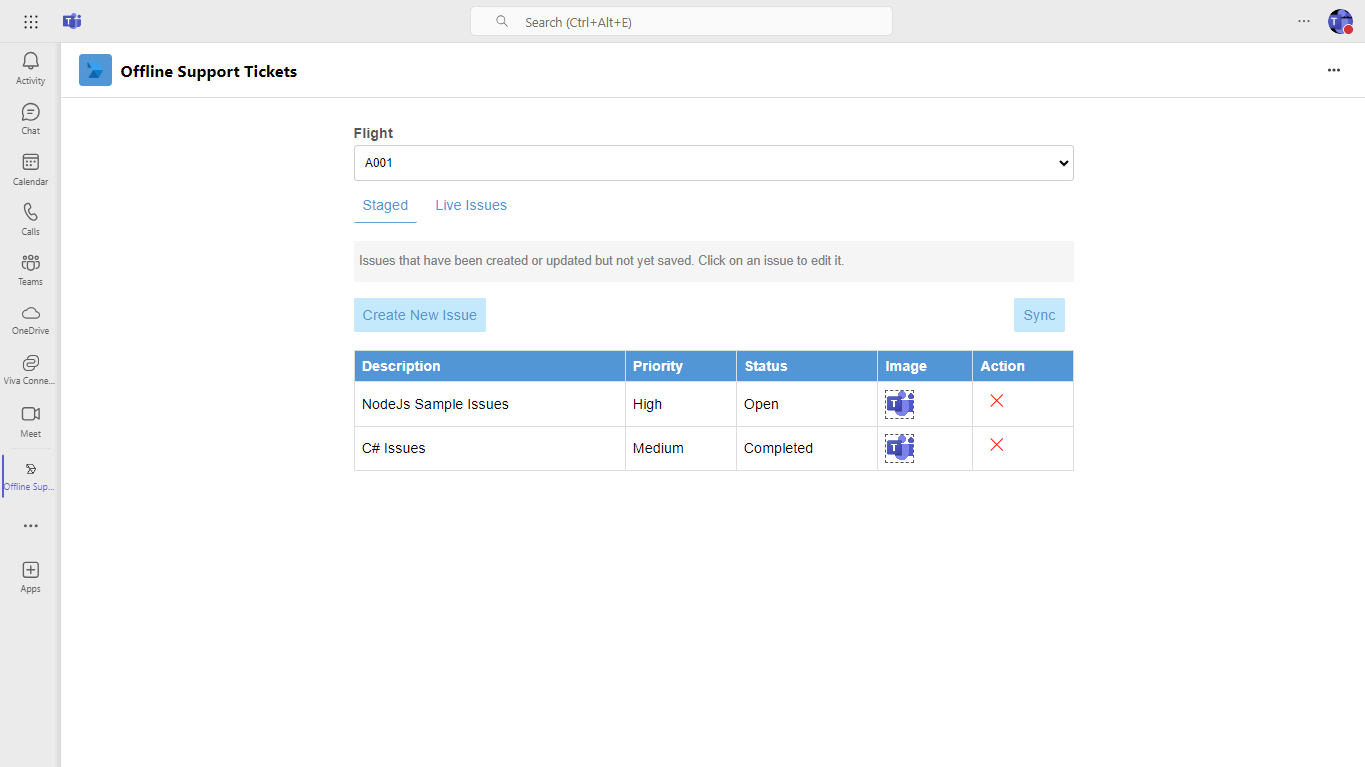 Search (Ctrl+Alt+E)
Activity
Chat
Calendar
Calls
Teams
OneDrive
Viva Conne...
Meet
Offline Sup...
Apps
Offline Support Tickets
Flight
A001
Staged Live Issues
Issues that have been created or updated but not yet saved. Click on an issue to edit it.
Create New Issue Sync
Description Priority Status Image Action
NodeJs Sample Issues High Open
C# Issues Medium Completed